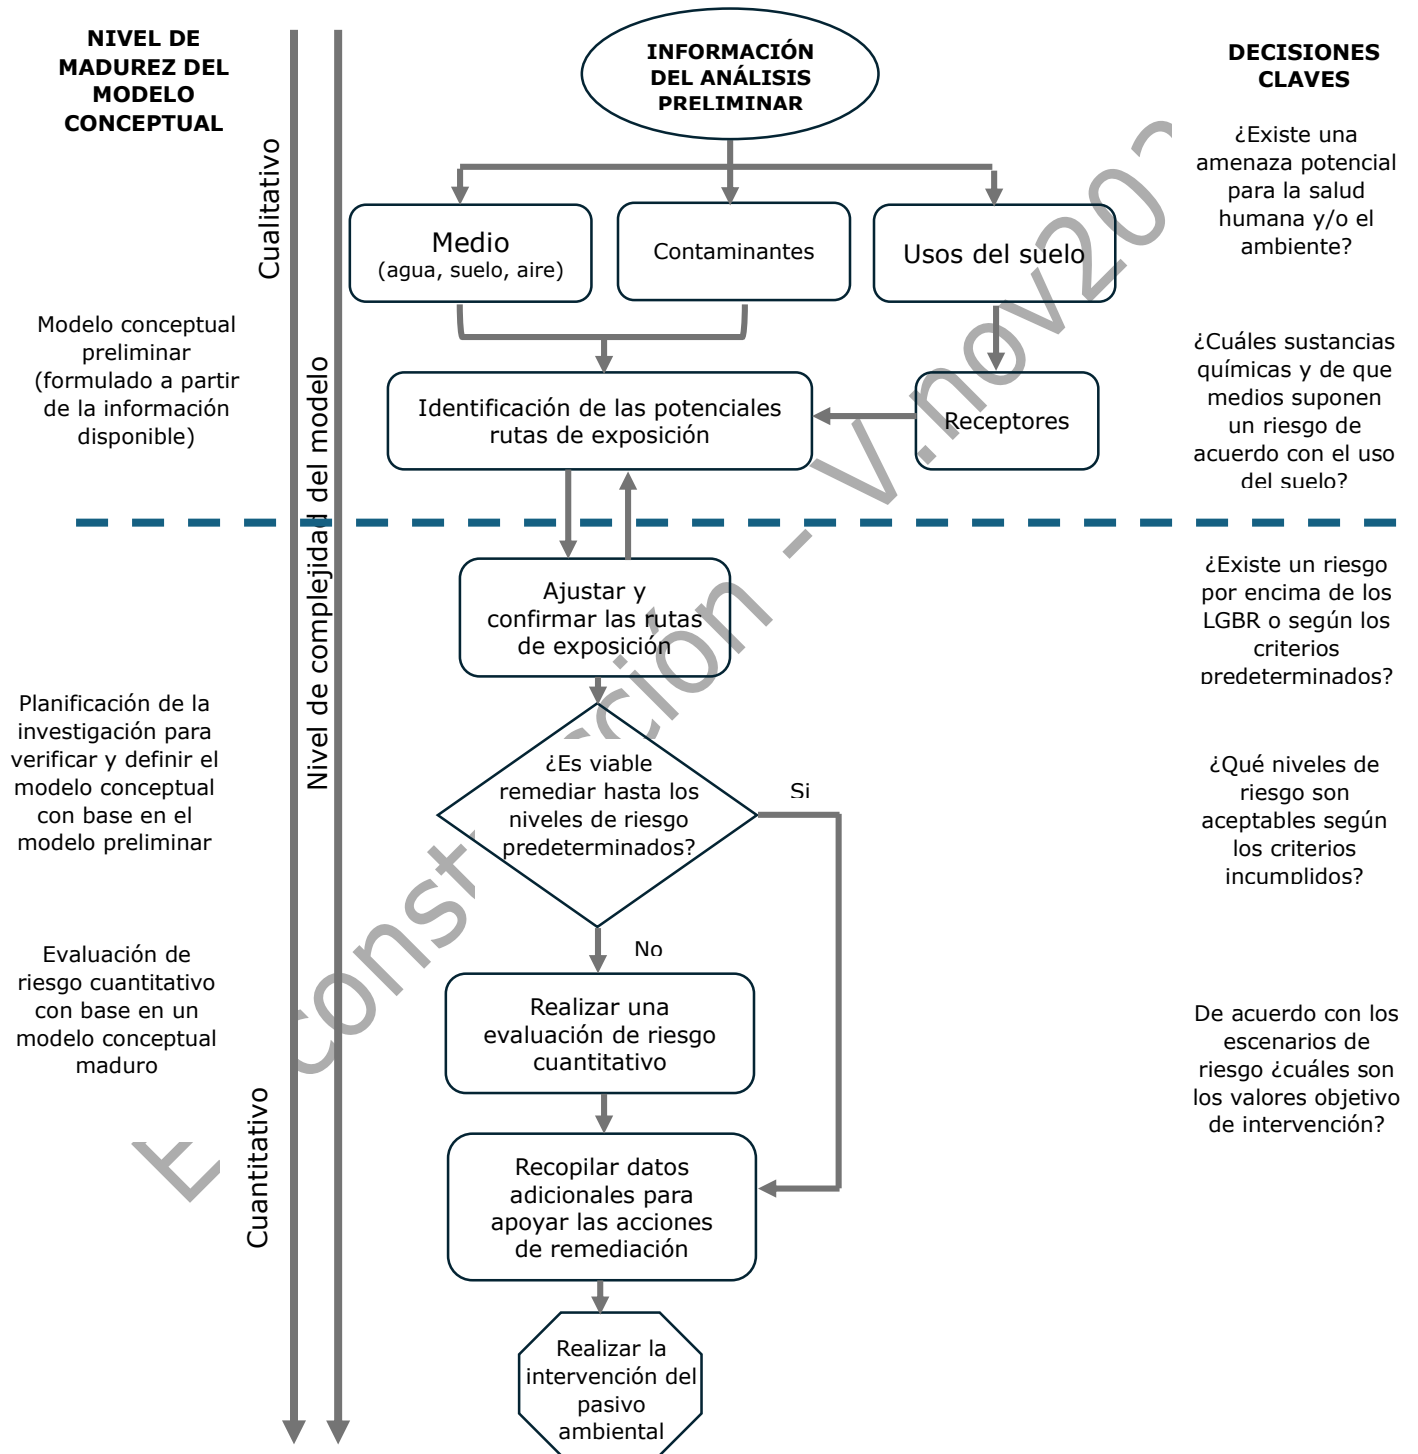 NIVEL DE
MADUREZ DEL
MODELO
CONCEPTUAL
Cualitativo
Modelo conceptual
preliminar
(formulado a partir
de la información
disponible)
Nivel de complejidad del modelo
Planificación de la
investigación para
verificar y definir el
modelo conceptual
con base en el
modelo preliminar
Evaluación de
riesgo cuantitativo
con base en un
modelo conceptual
maduro
Cuantitativo
INFORMACIÓN
DEL ANÁLISIS
PRELIMINAR
Medio
(agua, suelo, aire)
Contaminantes
Usos del suelo
Identificación de las potenciales
rutas de exposición
Receptores
Ajustar y
confirmar las rutas
de exposición
¿Es viable
remediar hasta los
niveles de riesgo
predeterminados?
Si
No
Realizar una
evaluación de riesgo
cuantitativo
Recopilar datos
adicionales para
apoyar las acciones
de remediación
Realizar la
intervención del
pasivo
ambiental
DECISIONES
CLAVES
¿Existe una
amenaza potencial
para la salud
humana y/o el
ambiente?
¿Cuáles sustancias
químicas y de que
medios suponen
un riesgo de
acuerdo con el uso
del suelo?
¿Existe un riesgo
por encima de los
LGBR o según los
criterios
predeterminados?
¿Qué niveles de
riesgo son
aceptables según
los criterios
incumplidos?
De acuerdo con los
escenarios de
riesgo ¿cuáles son
los valores objetivo
de intervención?
- V.nov20